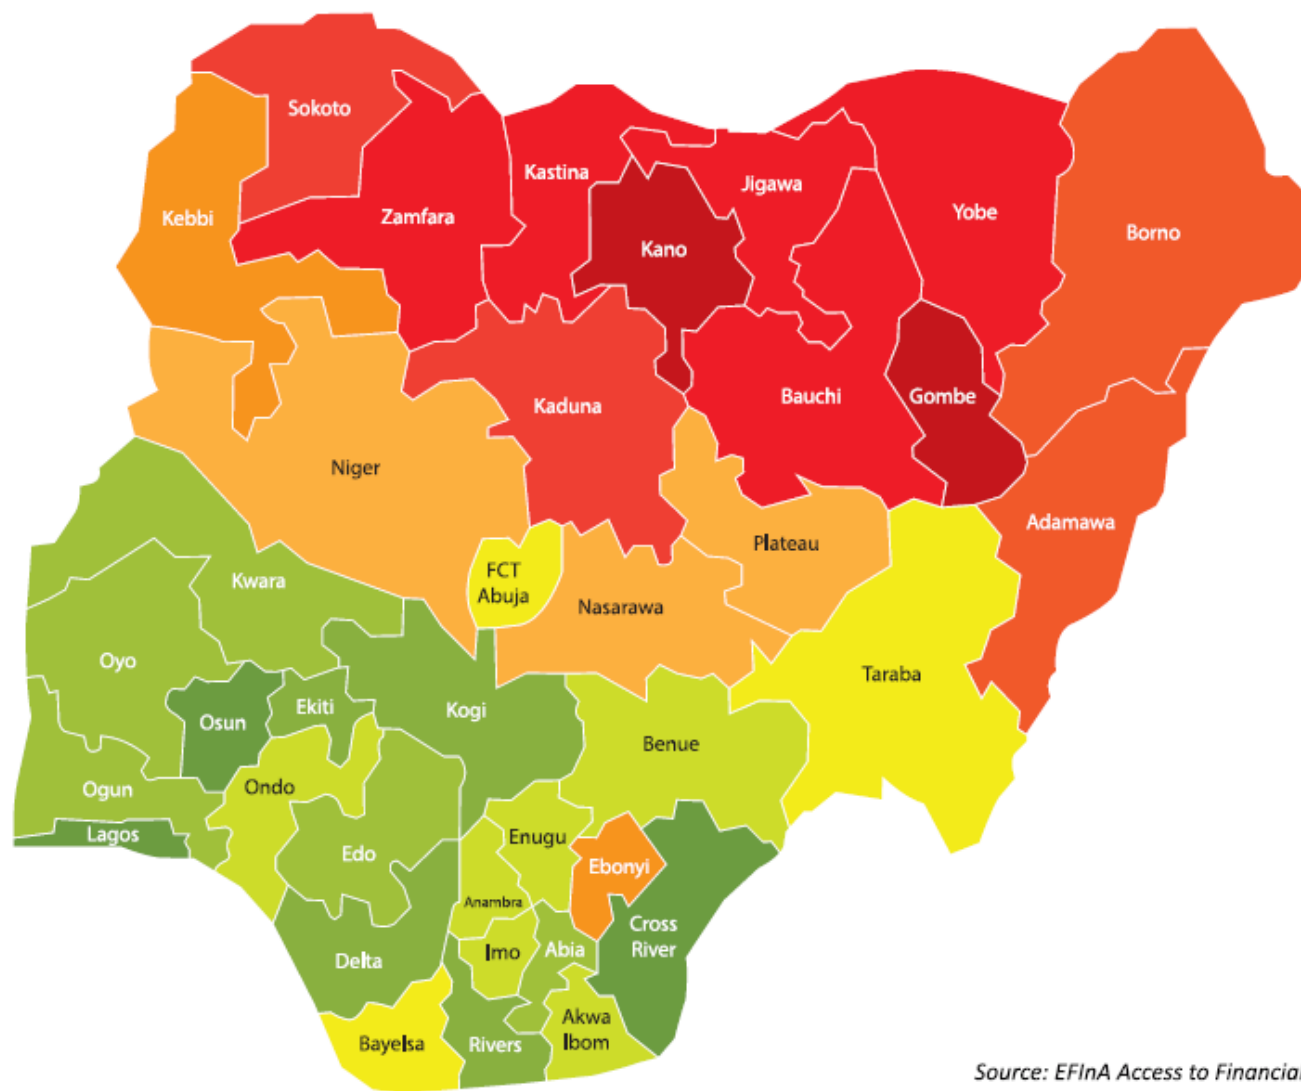 Sokoto
Kastina
Jigawa
Kebbi
Zamfara
Yobe
Borno
Kano
Kaduna
Bauchi
Gombe
Niger
Adamawa
Plateau
FCT
Abuja
Kwara
Nasarawa
Oyo
Taraba
Osun
Ekiti
Kogi
Benue
Ogun
Ondo
Lagos
Enugu
Edo
Ebonyi
Anambra
Cross
River
Imo
Abia
Delta
Akwa
Ibom
Bayelsa
Rivers
Source: EFInA Access to Financial